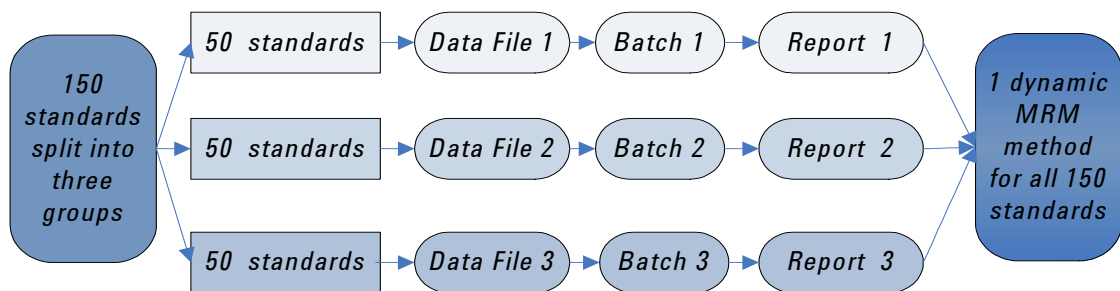 150
standards
split into
three
groups
50 standards
Data File 1
Batch 1
Report 1
50 standards
Data File 2
Batch 2
Report 2
50 standards
Data File 3
Batch 3
Report 3
1 dynamic
MRM
method
for all 150
standards